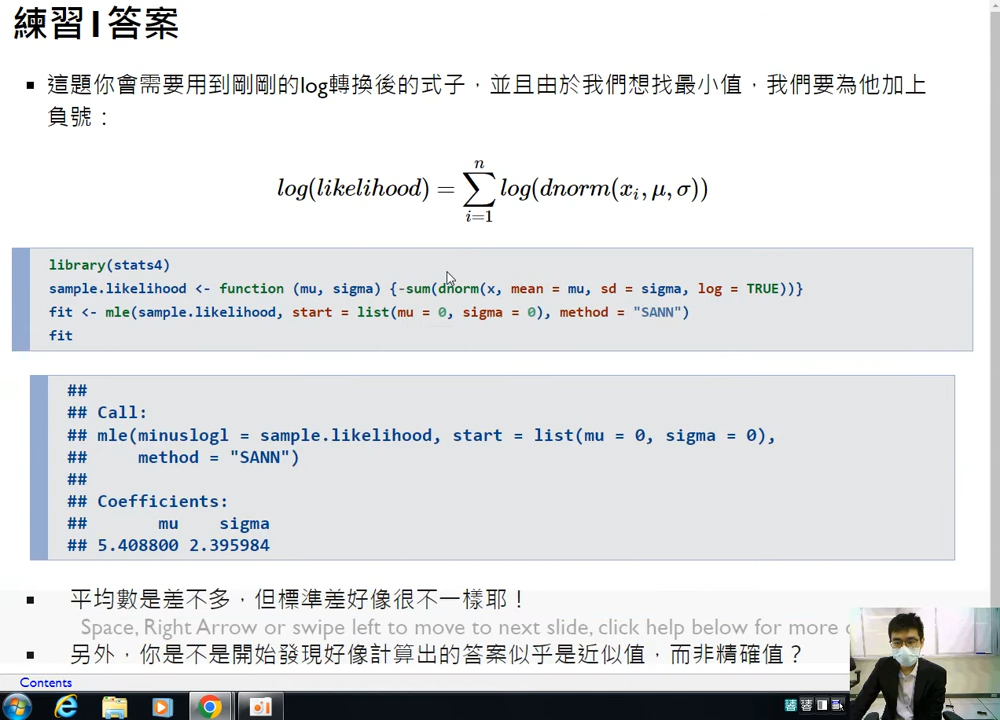 練習1答案
▪ 這題你會需要用到剛剛的log轉換後的式子，並且由於我們想找最小值，我們要為他加上
負號：
log(likelihood) = \sum_{i=1}^{n} log(dnorm(x_i, μ, σ))
library(stats4)
sample.likelihood <- function (mu, sigma) {-sum(dnorm(x, mean = mu, sd = sigma, log = TRUE))}
fit <- mle(sample.likelihood, start = list(mu = 0, sigma = 0), method = "SANN")
fit
##
## Call:
## mle(minuslogl = sample.likelihood, start = list(mu = 0, sigma = 0),
##     method = "SANN")
##
## Coefficients:
##       mu    sigma
## 5.408800 2.395984
▪ 平均數是差不多，但標準差好像很不一樣耶！
Space, Right Arrow or swipe left to move to next slide, click help below for more
▪ 另外，你是不是開始發現好像計算出的答案似乎是近似值，而非精確值？
Contents